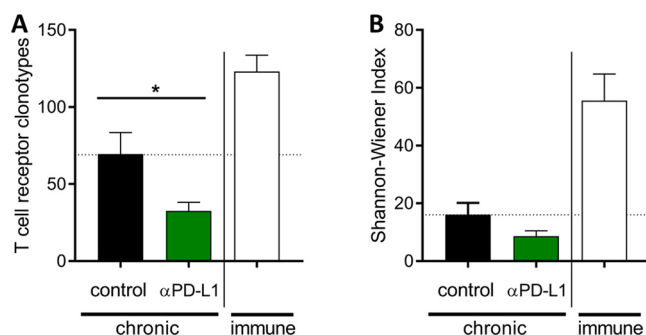 A
T cell receptor clonotypes
150
100
50
0
*
control αPD-L1
chronic immune
B
Shannon-Wiener Index
80
60
40
20
0
control αPD-L1
chronic immune